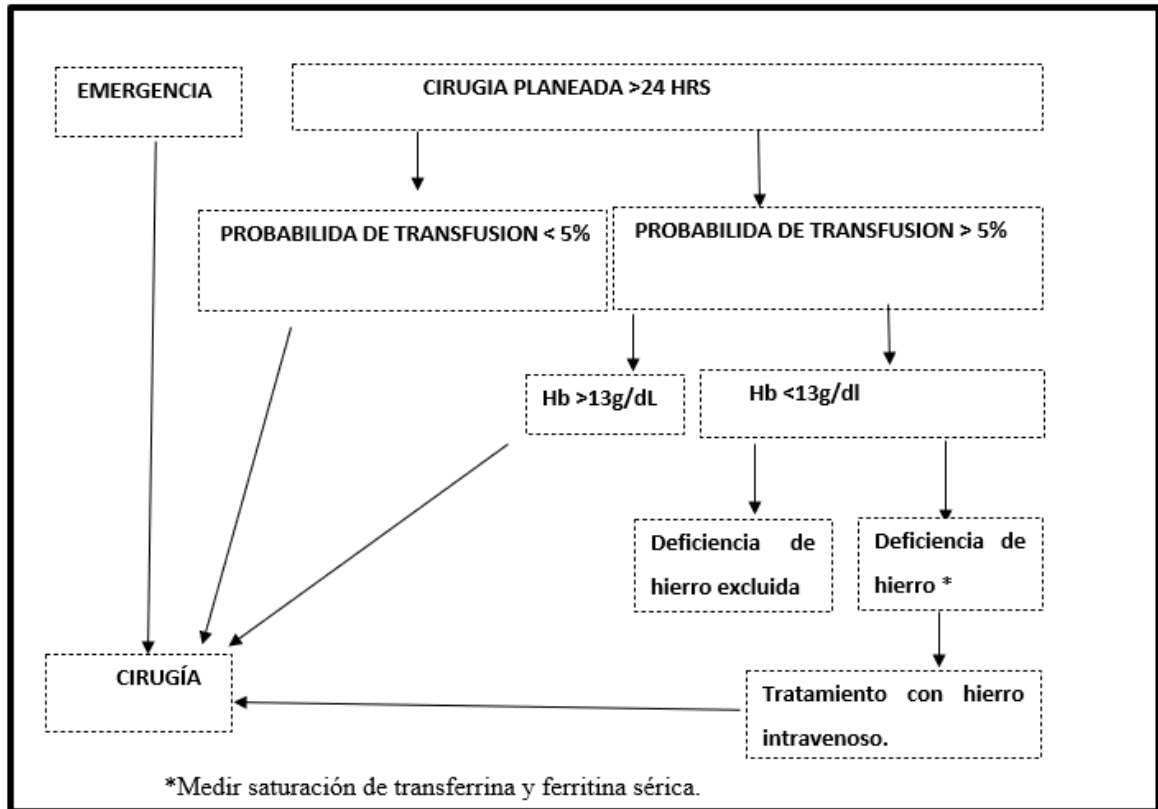 EMERGENCIA
CIRUGIA PLANEADA >24 HRS
PROBABILIDA DE TRANSFUSION < 5%
PROBABILIDA DE TRANSFUSION > 5%
Hb >13g/dL
Hb <13g/dl
Deficiencia de
hierro excluida
Deficiencia de
hierro *
CIRUGÍA
Tratamiento con hierro
intravenoso.
*Medir saturación de transferrina y ferritina sérica.